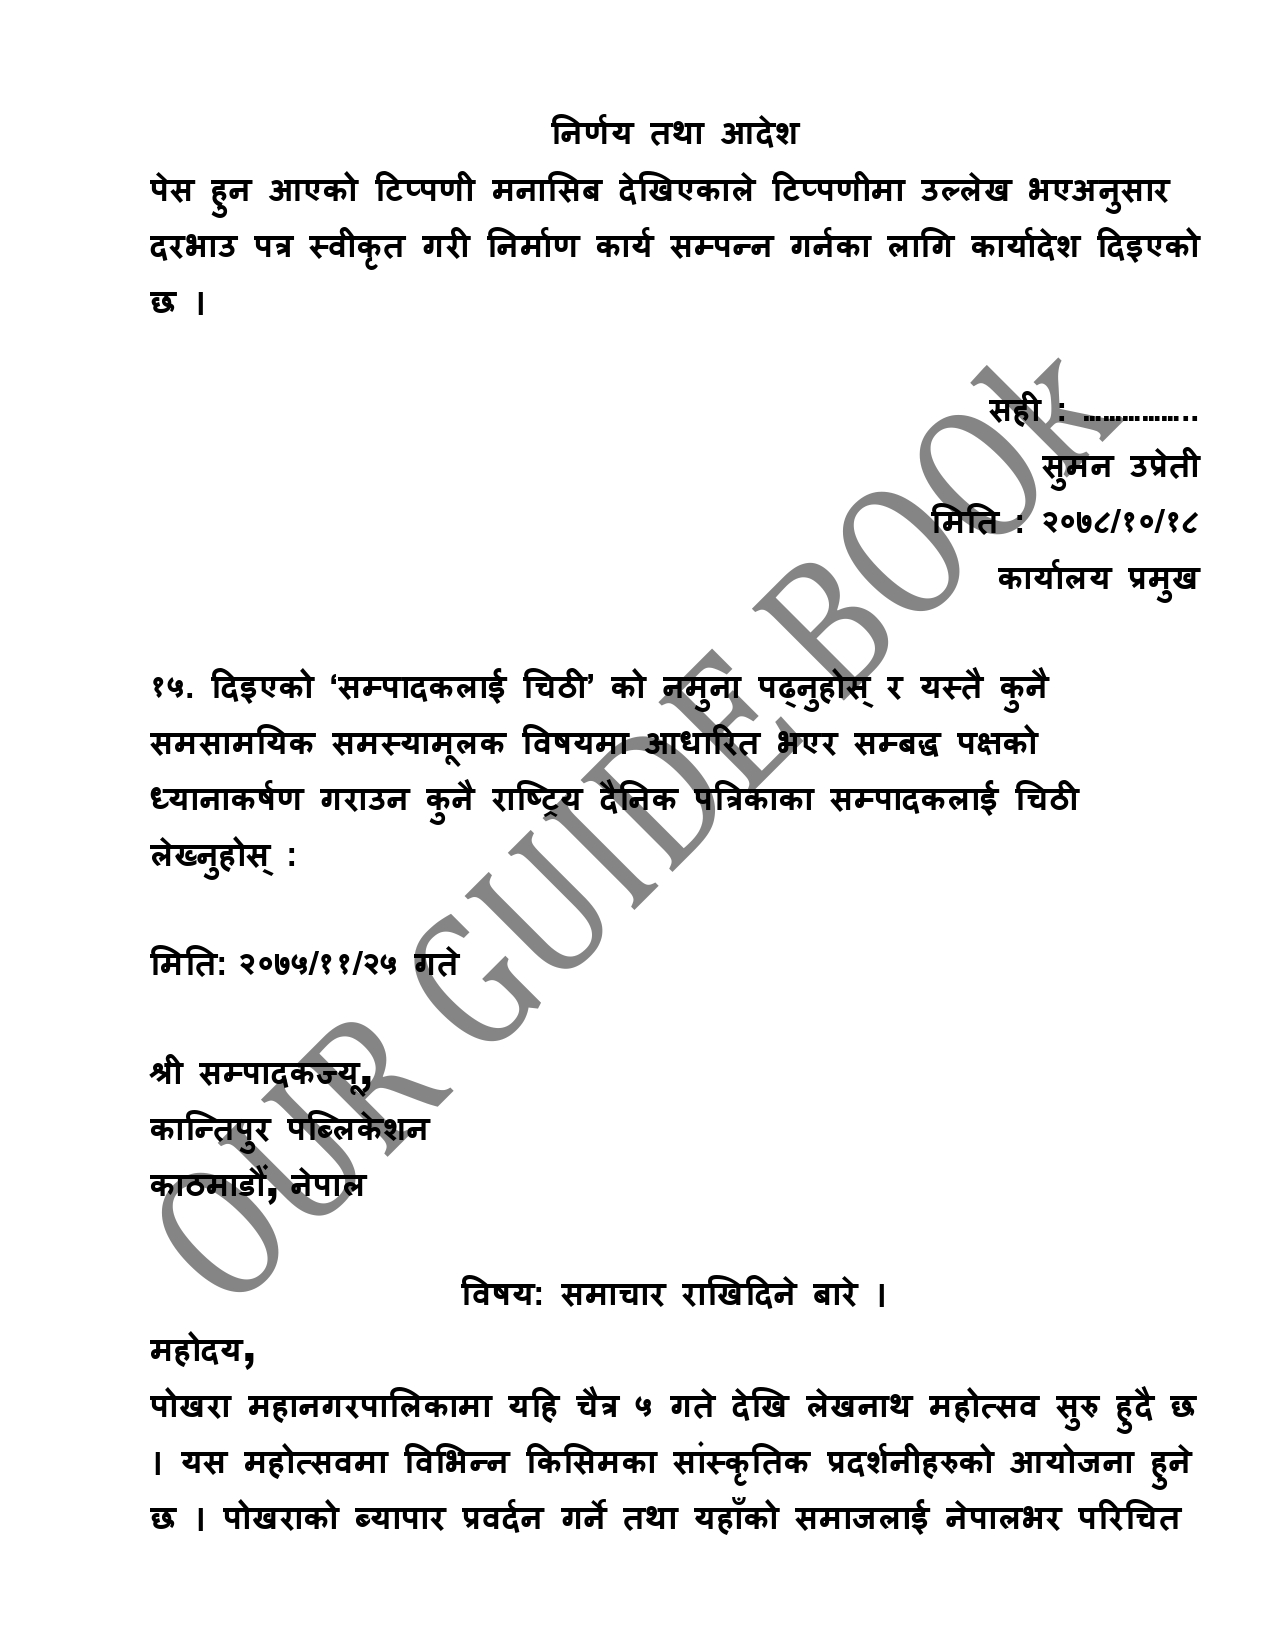 निर्णय तथा आदेश
पेस हुन आएको टिप्पणी मनासिब देखिएकाले टिप्पणीमा उल्लेख भएअनुसार
दरभाउ पत्र स्वीकृत गरी निर्माण कार्य सम्पन्न गर्नका लागि कार्यादेश दिइएको
छ ।
सही : ……………..
सुमन उप्रेती
मिति : २०७८/१०/१८
कार्यालय प्रमुख
१५. दिइएको ‘सम्पादकलाई चिठी’ को नमुना पढ्नुहोस् र यस्तै कुनै
समसामयिक समस्यामूलक विषयमा आधारित भएर सम्बद्ध पक्षको
ध्यानाकर्षण गराउन कुनै राष्ट्रिय दैनिक पत्रिकाका सम्पादकलाई चिठी
लेख्नुहोस् :
मिति: २०७५/११/२५ गते
श्री सम्पादकज्यू,
कान्तिपुर पब्लिकेशन
काठमाडौं, नेपाल
विषय: समाचार राखिदिने बारे ।
महोदय,
पोखरा महानगरपालिकामा यहि चैत्र ५ गते देखि लेखनाथ महोत्सव सुरु हुदै छ
। यस महोत्सवमा विभिन्न किसिमका सांस्कृतिक प्रदर्शनीहरुको आयोजना हुने
छ । पोखराको ब्यापार प्रवर्दन गर्ने तथा यहाँको समाजलाई नेपालभर परिचित
OUR GUIDE BOOk